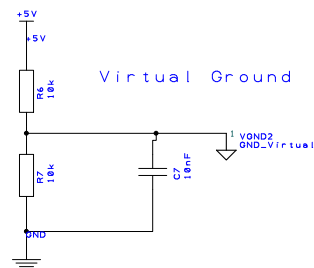 +5V
+5V
Virtual Ground
R6
10k
1
VGND2
GND_Virtual
R7
10k
C7
10nF
GND